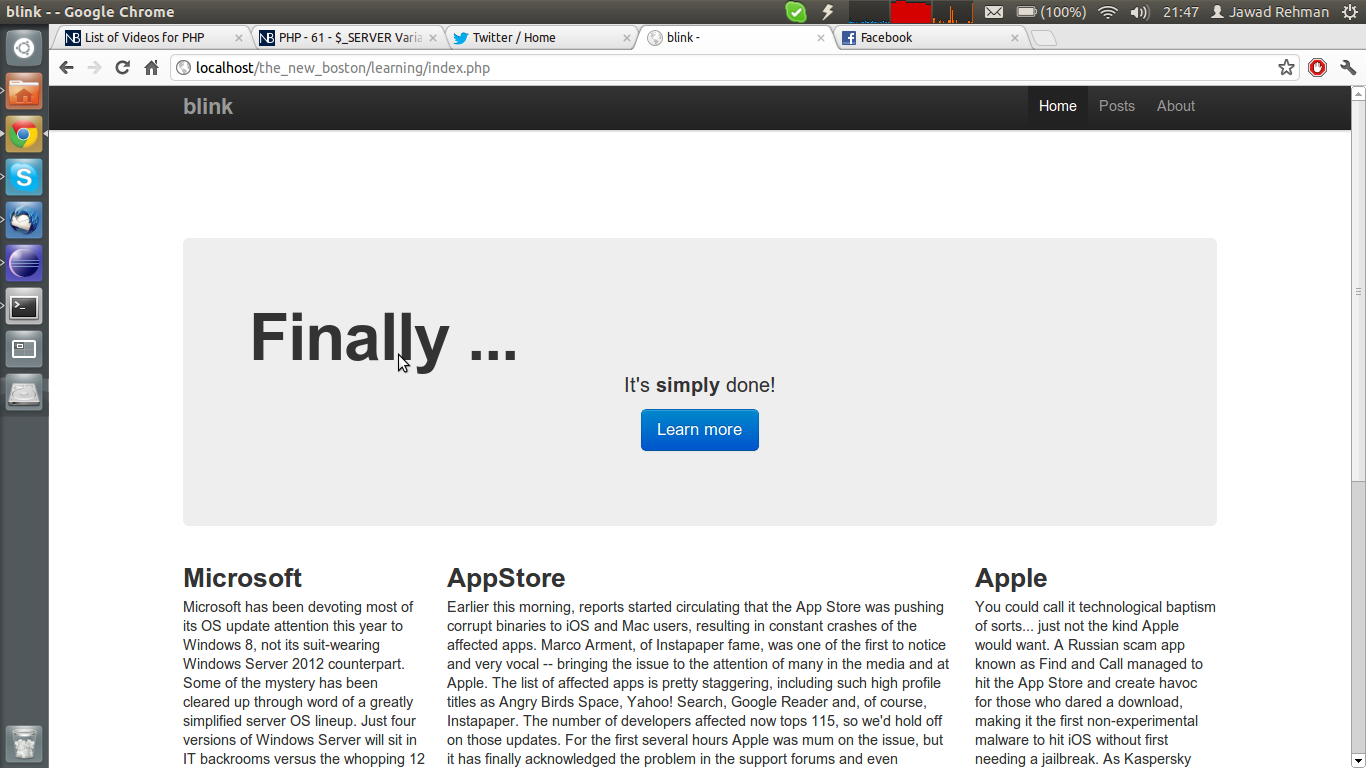 blink - - Google Chrome
(100%)
21:47
Jawad Rehman
List of Videos for PHP
PHP - 61 - $_SERVER Varia
Twitter / Home
blink -
Facebook
localhost/the_new_boston/learning/index.php
blink
Home
Posts
About
Finally ...
It's simply done!
Learn more
Microsoft
Microsoft has been devoting most of
its OS update attention this year to
Windows 8, not its suit-wearing
Windows Server 2012 counterpart.
Some of the mystery has been
cleared up through word of a greatly
simplified server OS lineup. Just four
versions of Windows Server will sit in
IT backrooms versus the whopping 12
AppStore
Earlier this morning, reports started circulating that the App Store was pushing
corrupt binaries to iOS and Mac users, resulting in constant crashes of the
affected apps. Marco Arment, of Instapaper fame, was one of the first to notice
and very vocal -- bringing the issue to the attention of many in the media and at
Apple. The list of affected apps is pretty staggering, including such high profile
titles as Angry Birds Space, Yahoo! Search, Google Reader and, of course,
Instapaper. The number of developers affected now tops 115, so we'd hold off
on those updates. For the first several hours Apple was mum on the issue, but
it has finally acknowledged the problem in the support forums and even
Apple
You could call it technological baptism
of sorts... just not the kind Apple
would want. A Russian scam app
known as Find and Call managed to
hit the App Store and create havoc
for those who dared a download,
making it the first non-experimental
malware to hit iOS without first
needing a jailbreak. As Kaspersky